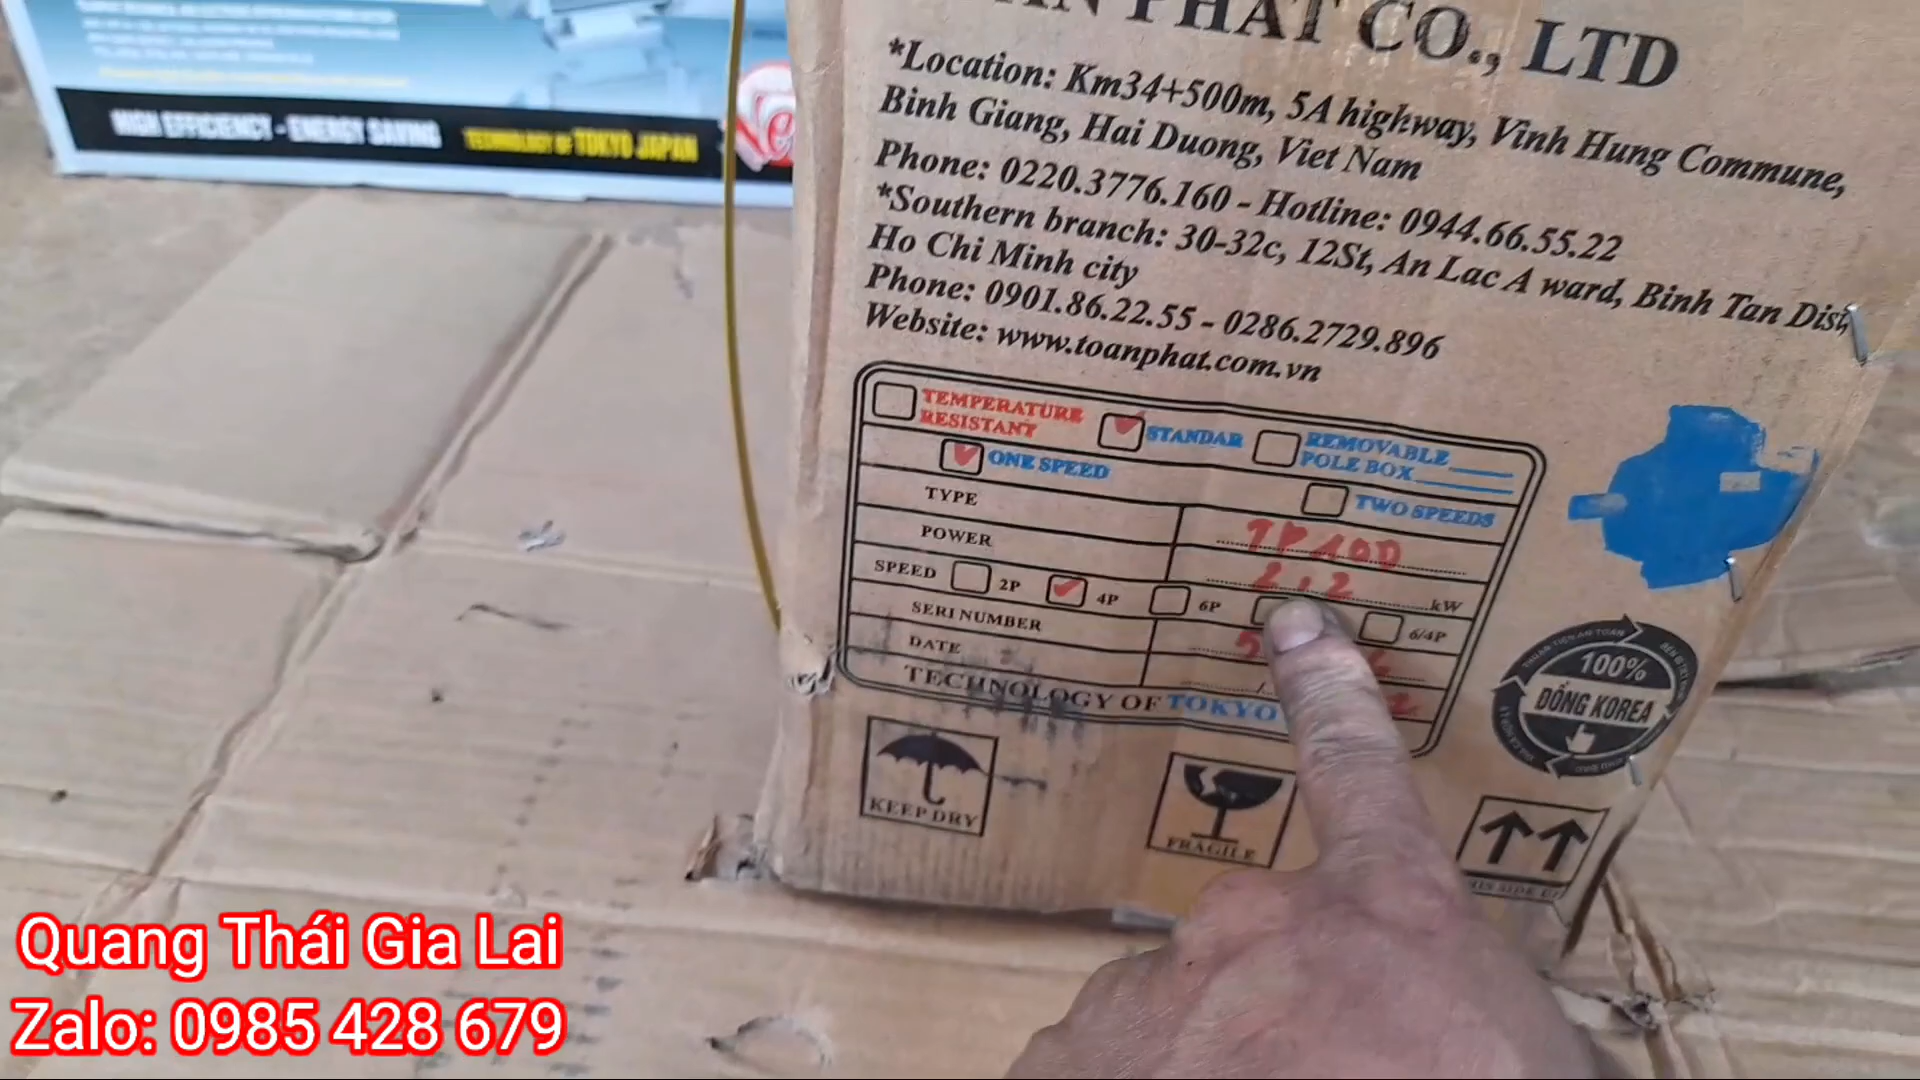 HIGH EFFICIENCY - ENERGY SAVING TECHNOLOGY OF TOKYO JAPAN
PHAT CO., LTD
*Location: Km34+500m, 5A highway, Vinh Hung Commune,
Binh Giang, Hai Duong, Viet Nam
Phone: 0220.3776.160 - Hotline: 0944.66.55.22
*Southern branch: 30-32c, 12St, An Lac A ward, Binh Tan Dist,
Ho Chi Minh city
Phone: 0901.86.22.55 - 0286.2729.896
Website: www.toanphat.com.vn
TEMPERATURE
RESISTANT
STANDAR
REMOVABLE
POLE BOX
ONE SPEED
TWO SPEEDS
TYPE
TP 100
POWER
2.2 kW
SPEED 2P 4P 6P 6/4P
SERI NUMBER
DATE
TECHNOLOGY OF TOKYO
100%
ĐỒNG KOREA
KEEP DRY
FRAGILE
Quang Thái Gia Lai
Zalo: 0985 428 679